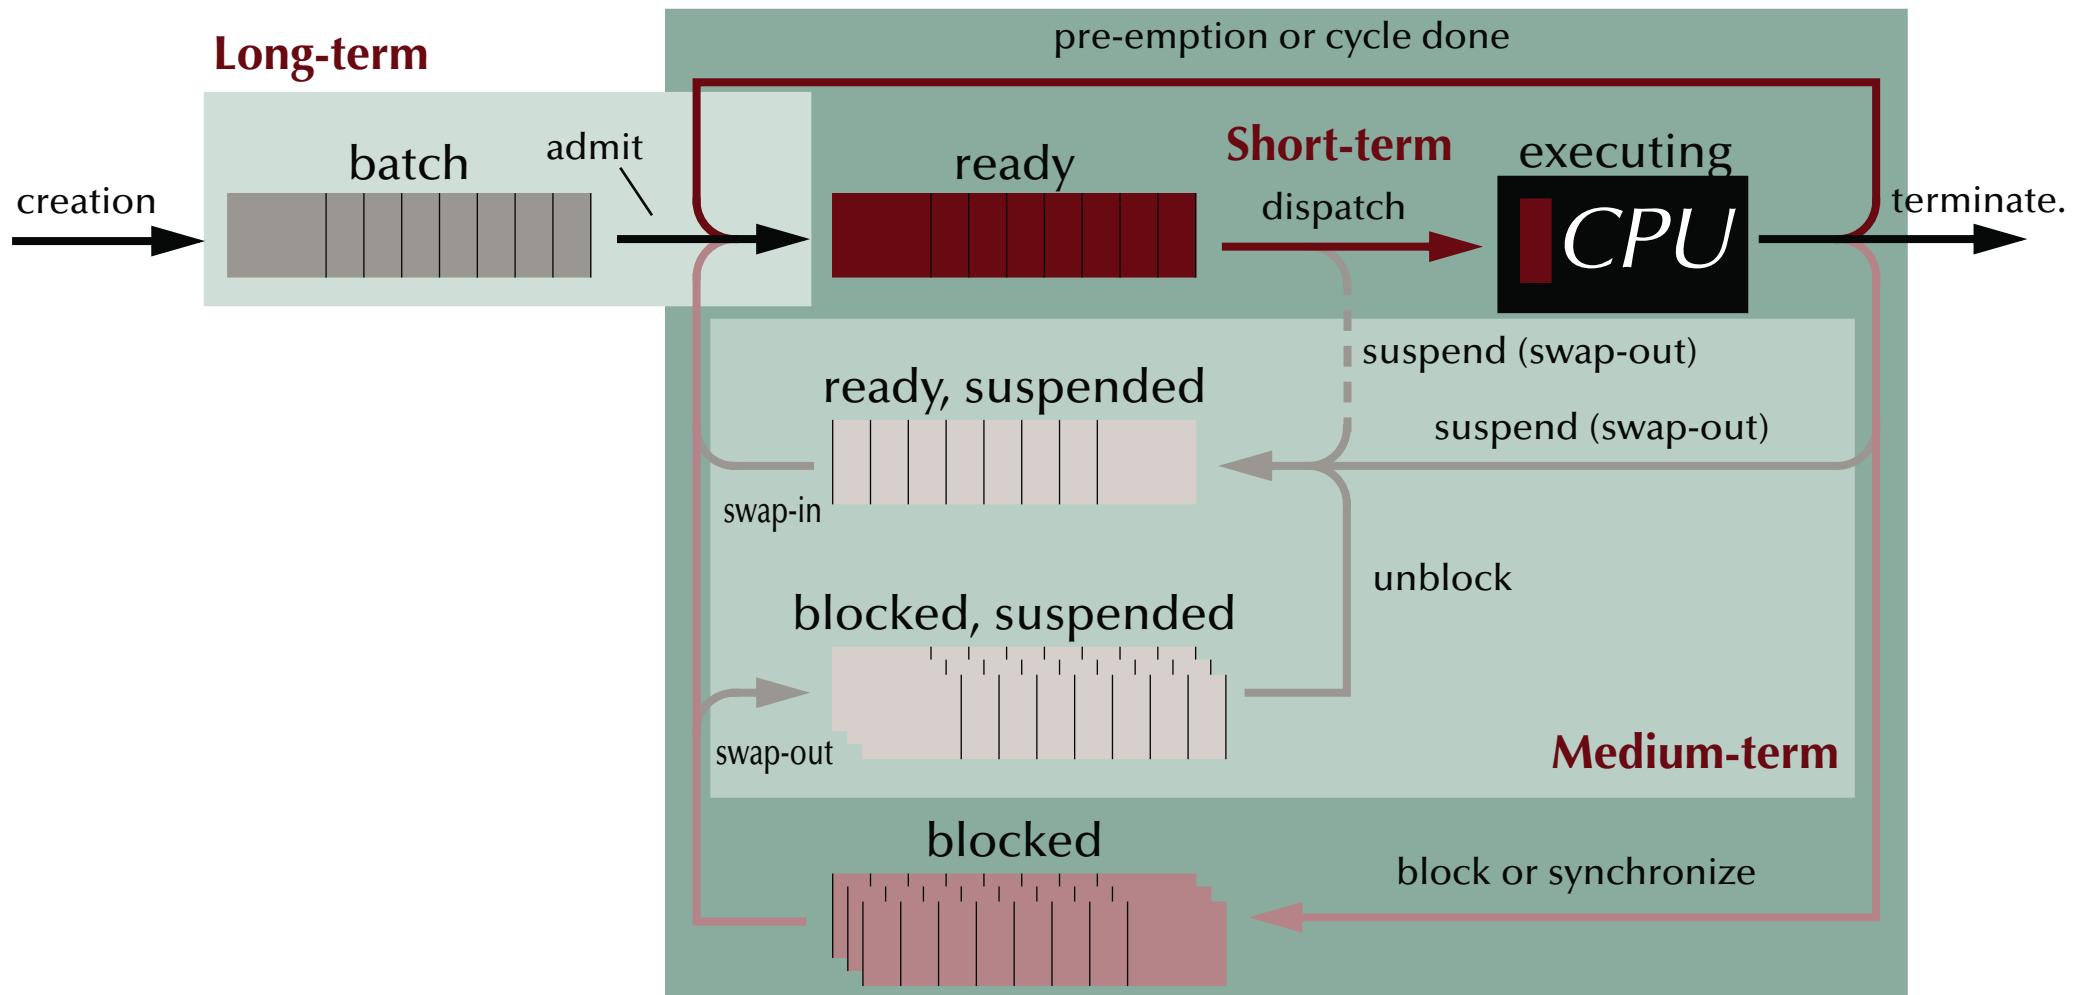 pre-emption or cycle done
Long-term
batch
admit
ready
Short-term
executing
creation
dispatch
CPU
terminate.
suspend (swap-out)
ready, suspended
suspend (swap-out)
swap-in
unblock
blocked, suspended
swap-out
Medium-term
blocked
block or synchronize